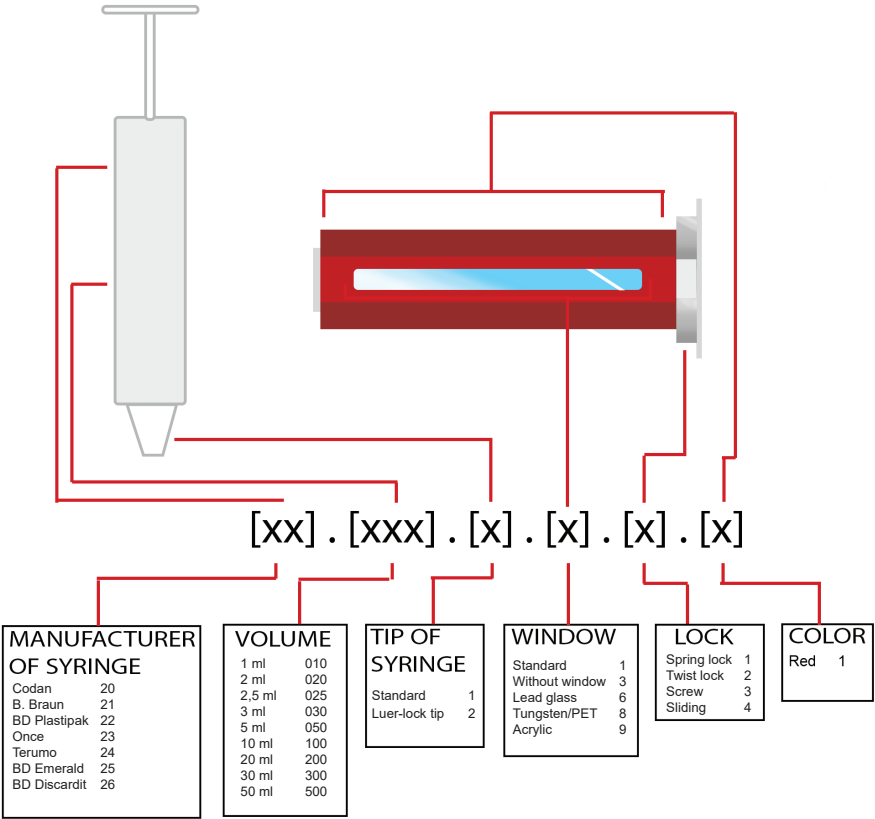 [xx] . [xxx] . [x] . [x] . [x] . [x]
MANUFACTURER
OF SYRINGE
Codan 20
B. Braun 21
BD Plastipak 22
Once 23
Terumo 24
BD Emerald 25
BD Discardit 26
VOLUME
1 ml 010
2 ml 020
2,5 ml 025
3 ml 030
5 ml 050
10 ml 100
20 ml 200
30 ml 300
50 ml 500
TIP OF
SYRINGE
Standard 1
Luer-lock tip 2
WINDOW
Standard 1
Without window 3
Lead glass 6
Tungsten/PET 8
Acrylic 9
LOCK
Spring lock 1
Twist lock 2
Screw 3
Sliding 4
COLOR
Red 1